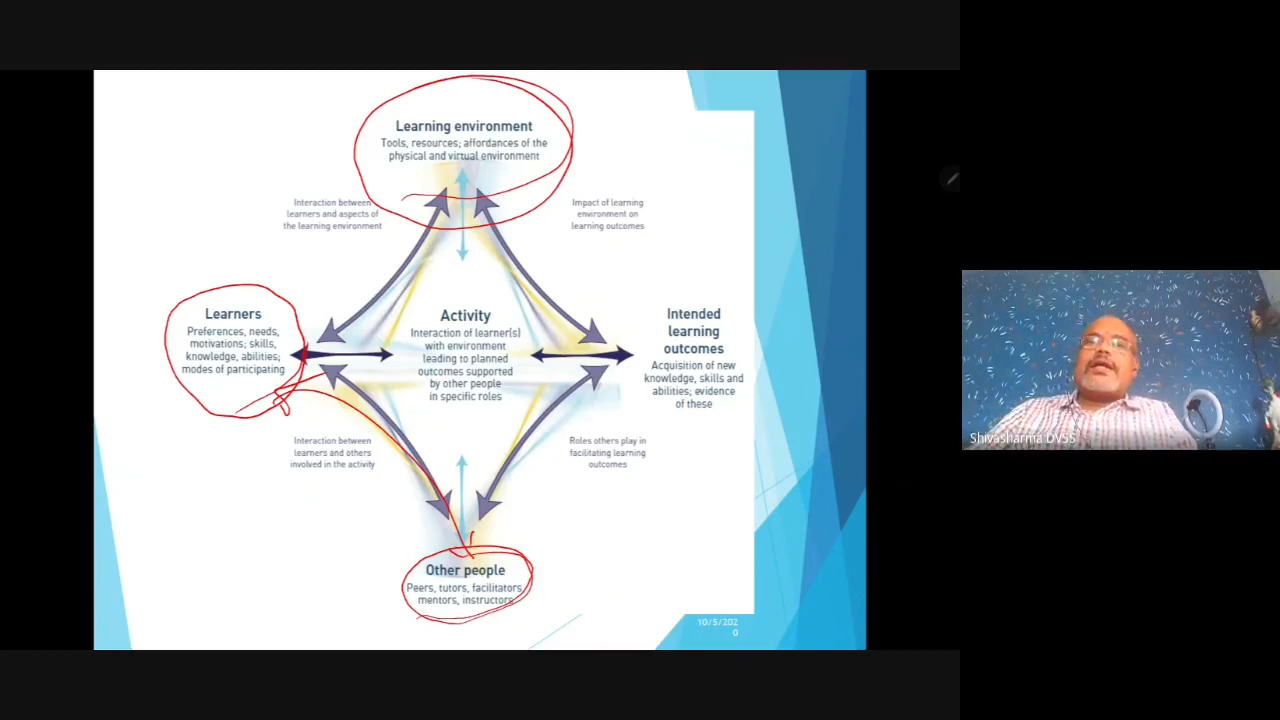 Learning environment
Tools, resources; affordances of the
physical and virtual environment
Interaction between
learners and aspects of
the learning environment
Impact of learning
environment on
learning outcomes
Learners
Preferences, needs,
motivations; skills,
knowledge, abilities;
modes of participating
Activity
Interaction of learner(s)
with environment
leading to planned
outcomes supported
by other people
in specific roles
Intended
learning
outcomes
Acquisition of new
knowledge, skills and
abilities; evidence
of these
Interaction between
learners and others
involved in the activity
Roles others play in
facilitating learning
outcomes
Other people
Peers, tutors, facilitators
mentors, instructors
10/5/202
0
Shivasharma DVSS